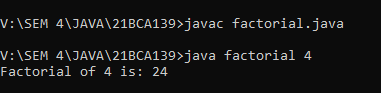 V:\SEM 4\JAVA\21BCA139>javac factorial.java
V:\SEM 4\JAVA\21BCA139>java factorial 4
Factorial of 4 is: 24